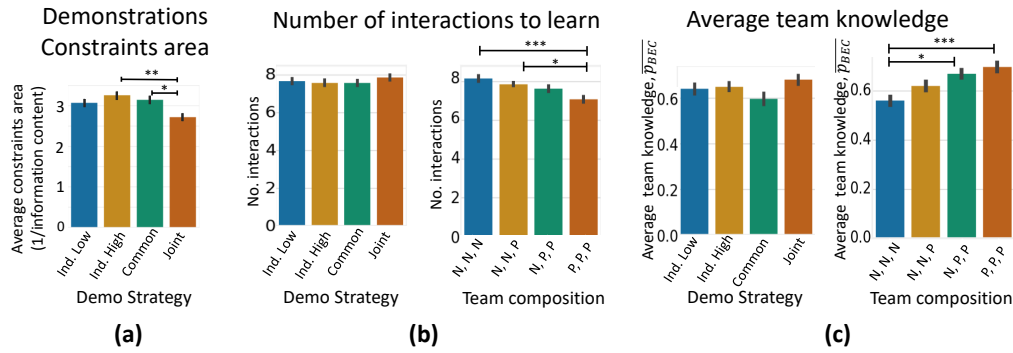 Demonstrations
Constraints area
Average constraints area
(1/information content)
3
2
1
0
**
*
Ind. Low
Ind. High
Common
Joint
Demo Strategy
(a)
Number of interactions to learn
No. interactions
8
6
4
2
0
Ind. Low
Ind. High
Common
Joint
Demo Strategy
No. interactions
8
6
4
2
0
***
*
N, N, N
N, N, P
N, P, P
P, P, P
Team composition
(b)
Average team knowledge
Average team knowledge, p_BEC
0.6
0.4
0.2
0.0
Ind. Low
Ind. High
Common
Joint
Demo Strategy
Average team knowledge, p_BEC
0.6
0.4
0.2
0.0
***
*
N, N, N
N, N, P
N, P, P
P, P, P
Team composition
(c)